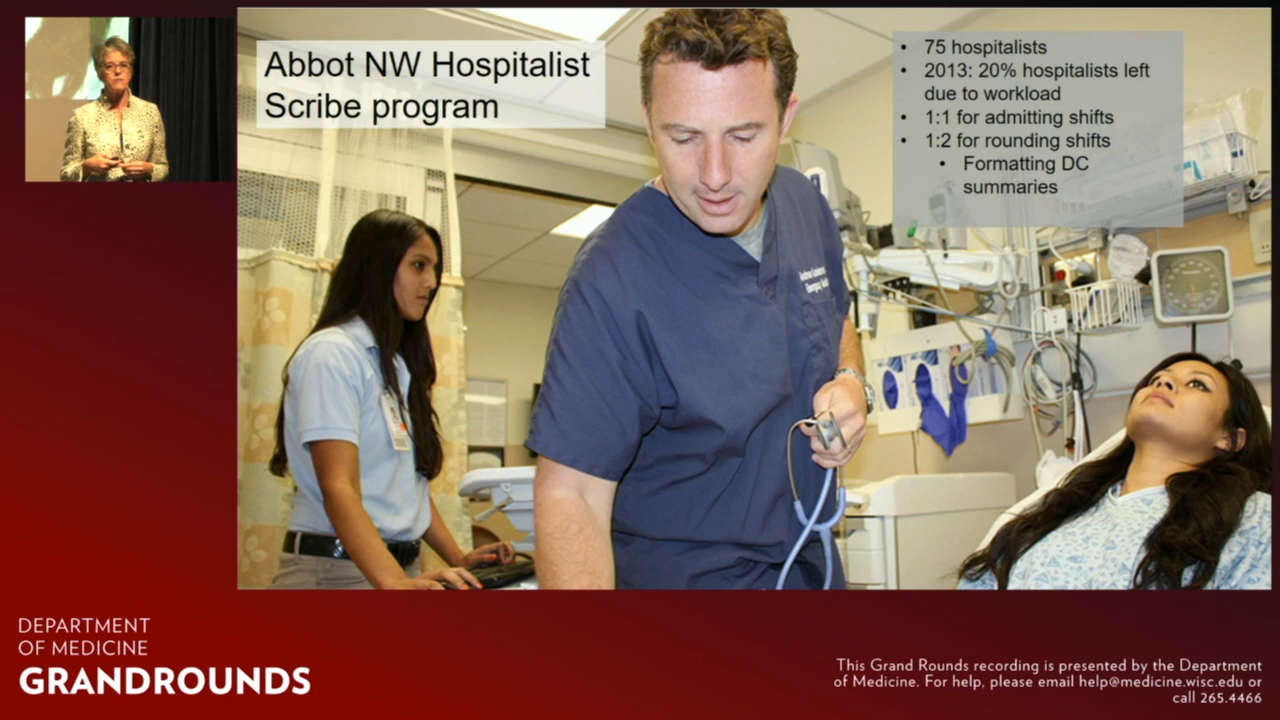 Abbot NW Hospitalist
Scribe program
• 75 hospitalists
• 2013: 20% hospitalists left
due to workload
• 1:1 for admitting shifts
• 1:2 for rounding shifts
• Formatting DC
summaries
DEPARTMENT
OF MEDICINE
GRANDROUNDS
This Grand Rounds recording is presented by the Department
of Medicine. For help, please email help@medicine.wisc.edu or
call 265.4466